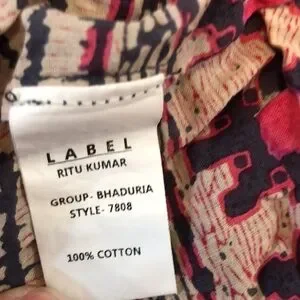 LABEL
RITU KUMAR
GROUP- BHADURIA
STYLE- 7808
100% COTTON